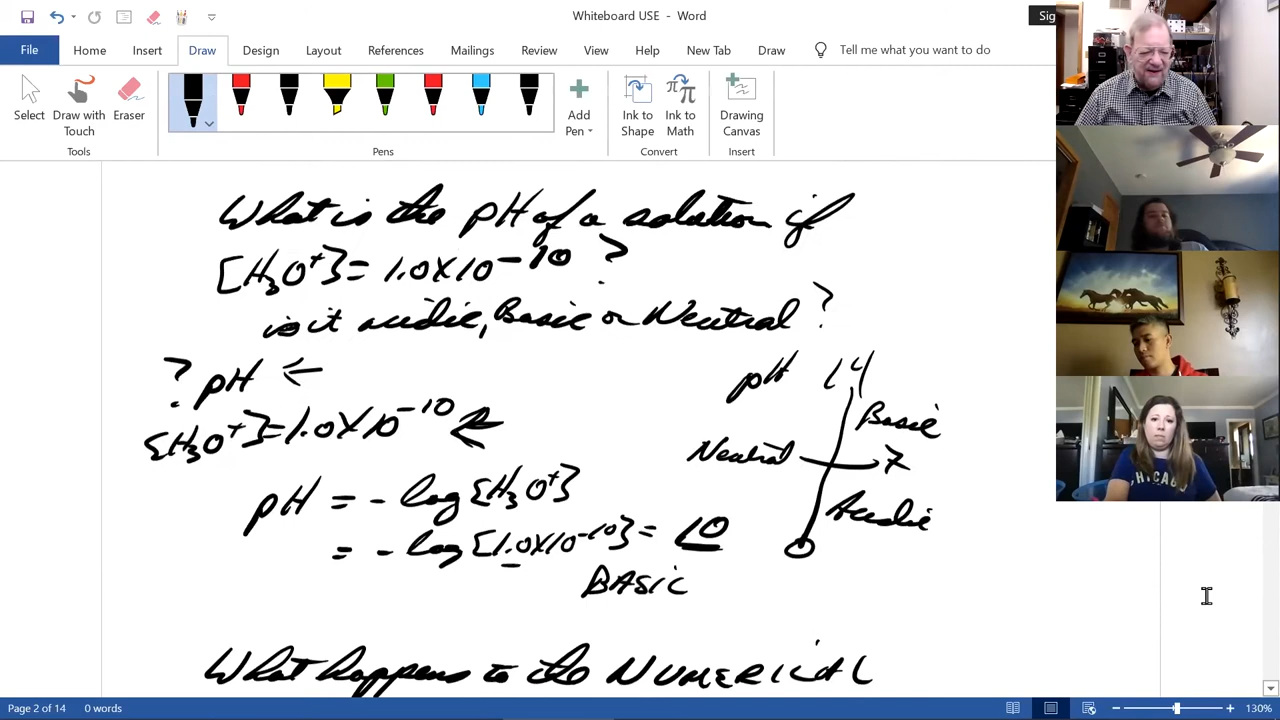 Whiteboard USE - Word
Sig
File Home Insert Draw Design Layout References Mailings Review View Help New Tab Draw Tell me what you want to do
Select Draw with Touch Eraser Add Pen Ink to Shape Ink to Math Drawing Canvas
Tools Pens Convert Insert
What is the pH of a solution if
[H₃O⁺] = 1.0X10⁻¹⁰ ?
is it acidic, Basic or Neutral?
? pH ←
[H₃O⁺] = 1.0X10⁻¹⁰ ←
pH = - log [H₃O⁺]
= - log [1.0X10⁻¹⁰] = 10
BASIC
pH 14
Basic
Neutral 7
Acidic
0
What happens to the NUMERICAL
CHICAGO
Page 2 of 14 0 words 130%